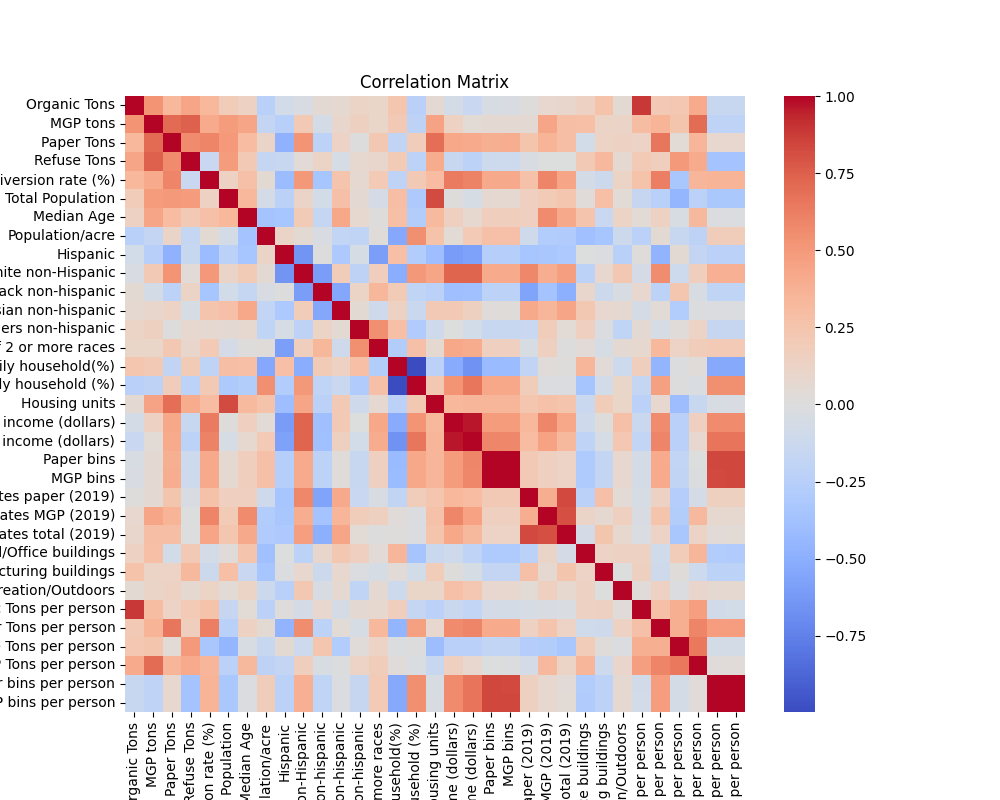 Correlation Matrix
Organic Tons
MGP tons
Paper Tons
Refuse Tons
iversion rate (%)
Total Population
Median Age
Population/acre
Hispanic
nite non-Hispanic
ack non-hispanic
sian non-hispanic
ers non-hispanic
f 2 or more races
ily household(%)
ly household (%)
Housing units
income (dollars)
income (dollars)
Paper bins
MGP bins
tes paper (2019)
ates MGP (2019)
ates total (2019)
l/Office buildings
cturing buildings
reation/Outdoors
Tons per person
r Tons per person
Tons per person
P Tons per person
r bins per person
P bins per person
1.00
0.75
0.50
0.25
0.00
−0.25
−0.50
−0.75
rganic Tons
MGP tons
Paper Tons
Refuse Tons
on rate (%)
Population
Median Age
lation/acre
Hispanic
on-Hispanic
on-hispanic
on-hispanic
on-hispanic
more races
usehold(%)
ehold (%)
ousing units
me (dollars)
ne (dollars)
Paper bins
MGP bins
aper (2019)
MGP (2019)
otal (2019)
e buildings
g buildings
n/Outdoors
per person
per person
per person
per person
per person
per person